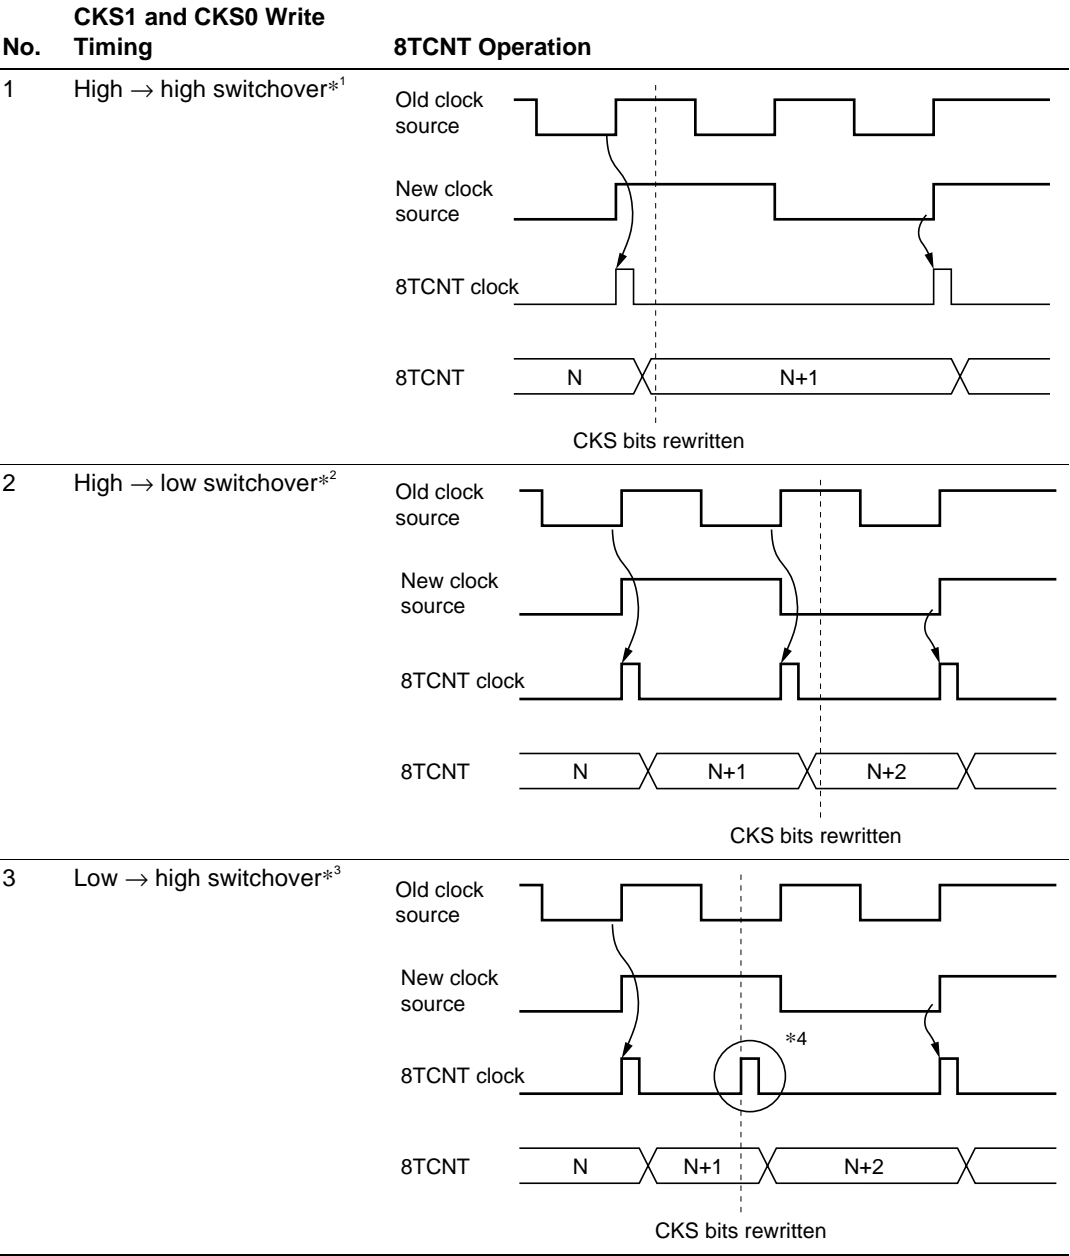 CKS1 and CKS0 Write
No. Timing 8TCNT Operation
1 High → high switchover*1
Old clock
source
New clock
source
8TCNT clock
8TCNT N N+1
CKS bits rewritten
2 High → low switchover*2
Old clock
source
New clock
source
8TCNT clock
8TCNT N N+1 N+2
CKS bits rewritten
3 Low → high switchover*3
Old clock
source
New clock
source
*4
8TCNT clock
8TCNT N N+1 N+2
CKS bits rewritten